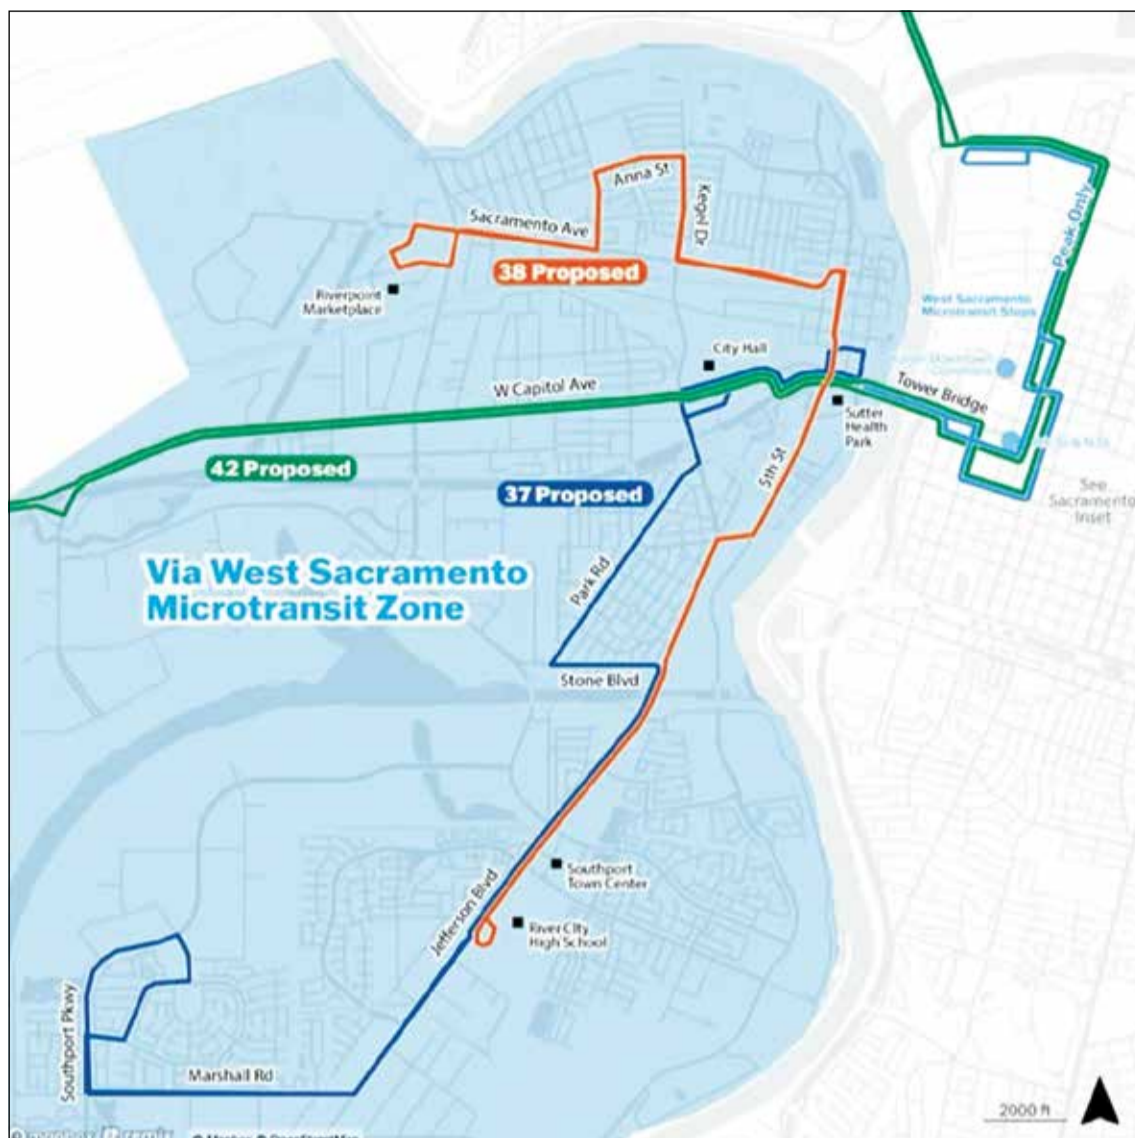 Anna St
Kegel Dr
Sacramento Ave
38 Proposed
Riverpoint
Marketplace
Peak Only
West Sacramento
Microtransit Stops
City Hall
W Capitol Ave
Tower Bridge
Sutter
Health
Park
42 Proposed
37 Proposed
5th St
See
Sacramento
Inset
Via West Sacramento
Microtransit Zone
Park Rd
Stone Blvd
Southport
Town Center
Jefferson Blvd
River City
High School
Southport Pkwy
Marshall Rd
2000 ft